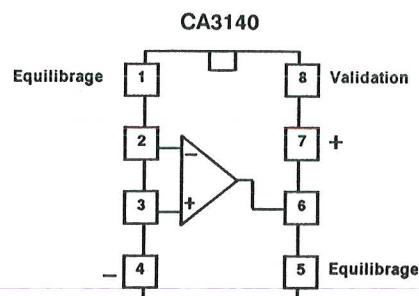 CA3140
Equilibrage 1 8 Validation
2 − 7 +
3 + 6
− 4 5 Equilibrage